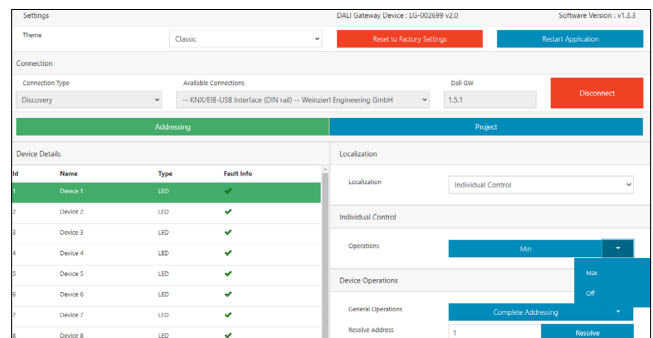 Settings DALI Gateway Device : LG-002699 v2.0 Software Version : v1.3.3
Theme Classic Reset to Factory Settings Restart Application
Connection
Connection Type Available Connections Dali GW
Discovery -- KNX/EIB-USB Interface (DIN rail) -- Weinzierl Engineering GmbH 1.5.1 Disconnect
Addressing Project
Device Details Localization
Id Name Type Fault Info
Localization Individual Control
1 Device 1 LED
2 Device 2 LED
Individual Control
3 Device 3 LED
Operations Min
4 Device 4 LED
Max
5 Device 5 LED
Device Operations
Off
6 Device 6 LED
General Operations Complete Addressing
7 Device 7 LED
Resolve Address 1 Resolve
8 Device 8 LED